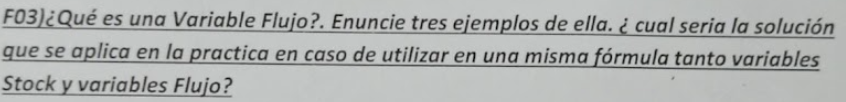 F03)¿Qué es una Variable Flujo?. Enuncie tres ejemplos de ella. ¿ cual seria la solución
que se aplica en la practica en caso de utilizar en una misma fórmula tanto variables
Stock y variables Flujo?